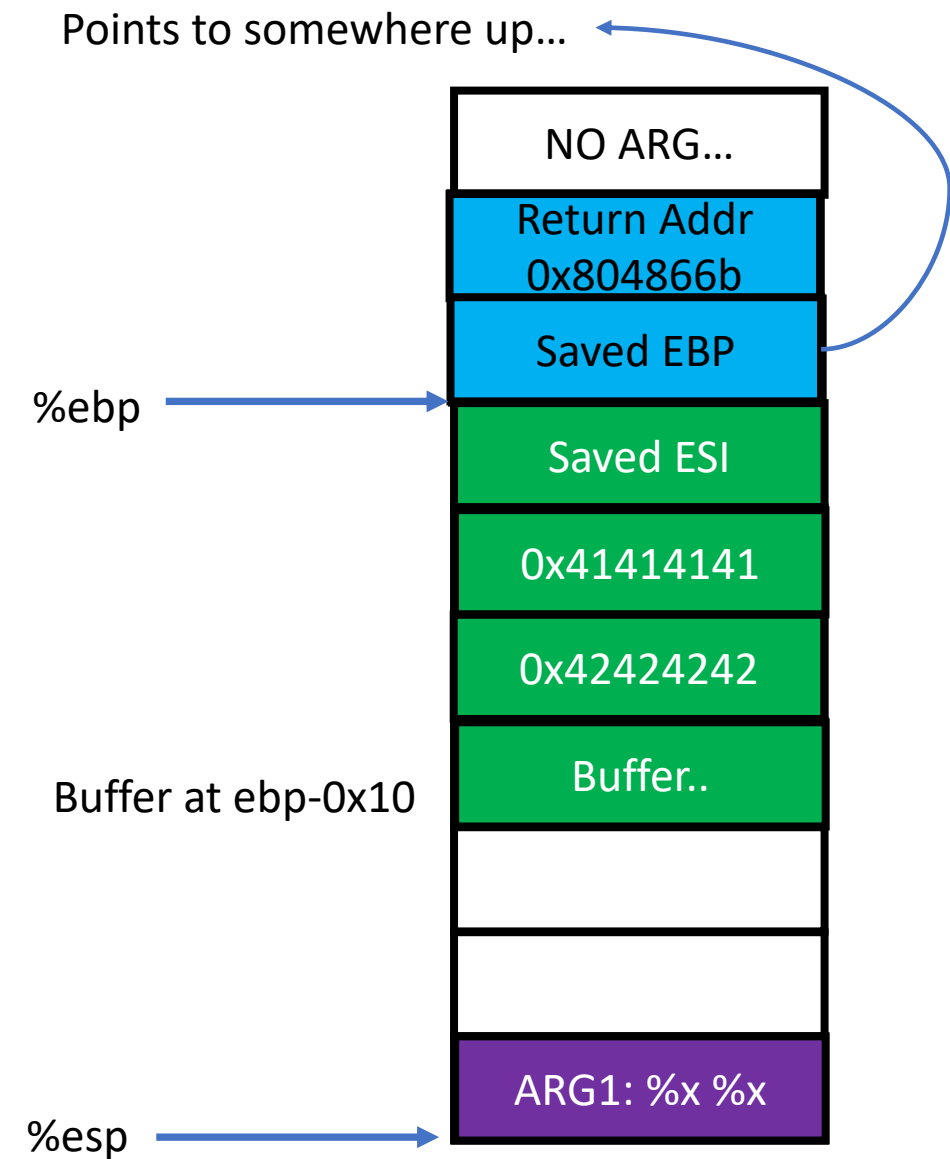 Points to somewhere up…
NO ARG…
Return Addr
0x804866b
Saved EBP
%ebp
Saved ESI
0x41414141
0x42424242
Buffer..
Buffer at ebp-0x10
ARG1: %x %x
%esp